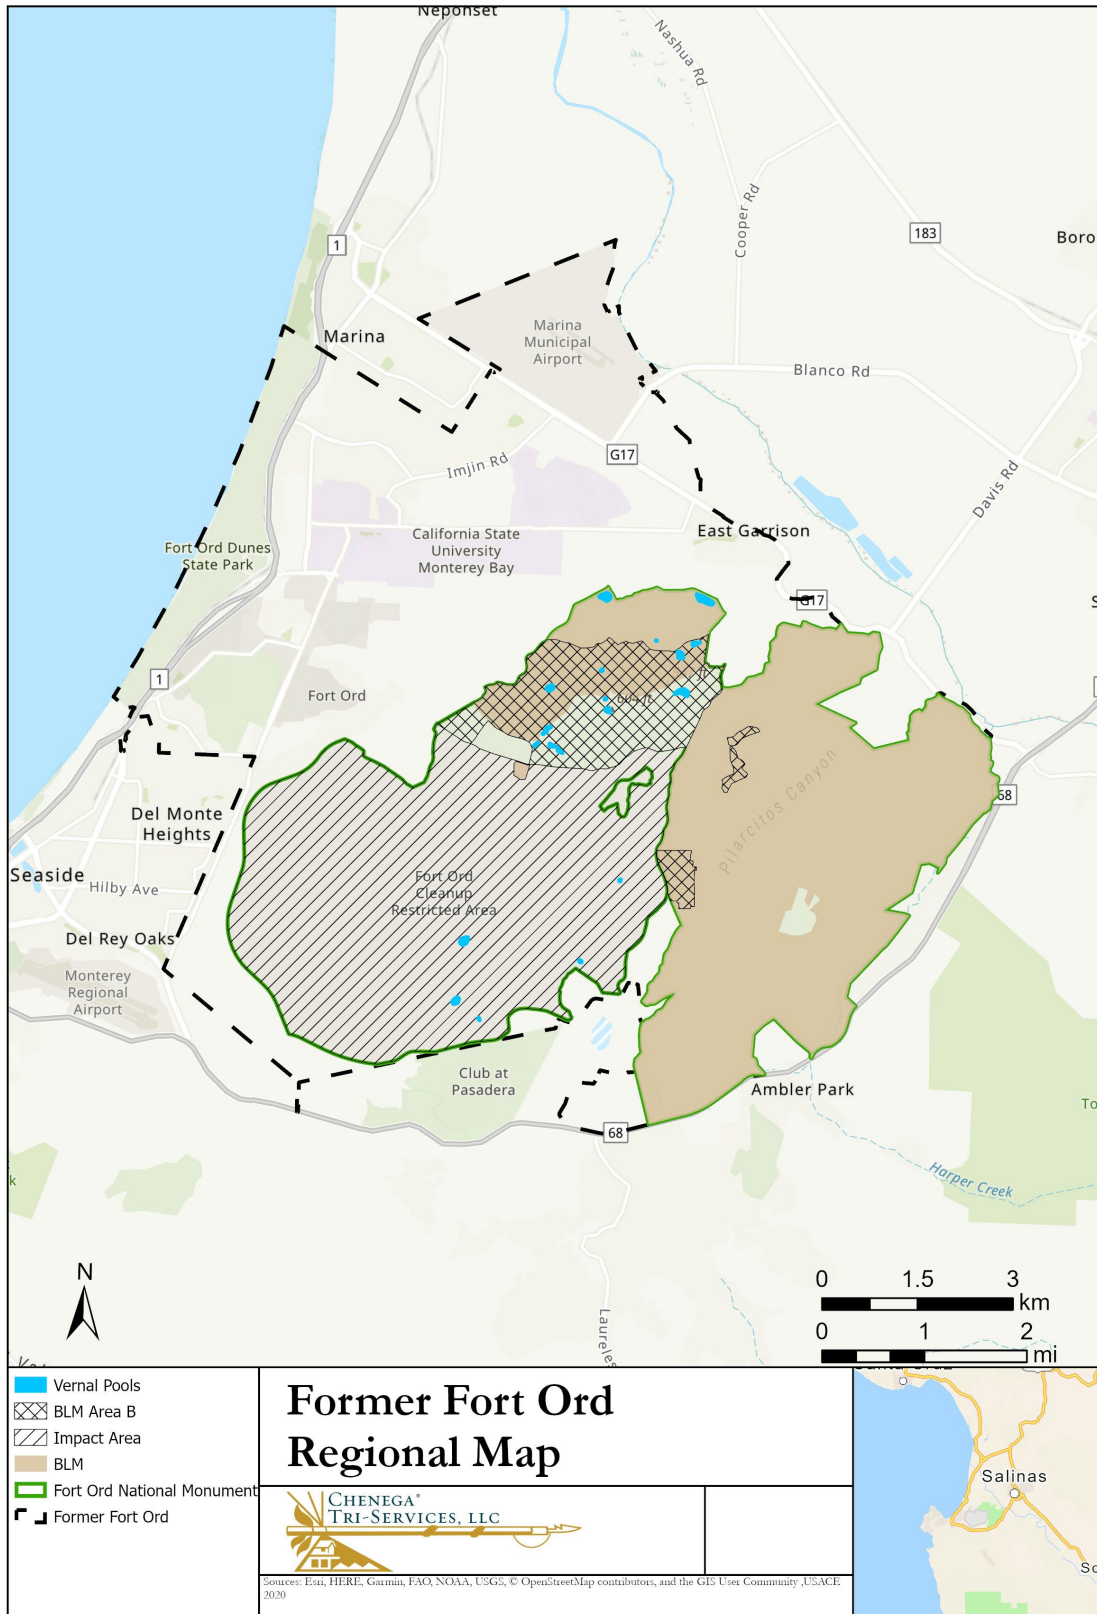 Neponset
Nashua Rd
Cooper Rd
183
Boro
1
Marina
Marina
Municipal
Airport
Blanco Rd
G17
Imjin Rd
Davis Rd
East Garrison
California State
University
Monterey Bay
Fort Ord Dunes
State Park
G17
S
1
Fort Ord
604 ft
ft
Pilarcitos Canyon
68
Del Monte
Heights
Seaside
Hilby Ave
Fort Ord
Cleanup
Restricted Area
Del Rey Oaks
Monterey
Regional
Airport
Club at
Pasadera
Ambler Park
To
68
Harper Creek
k
N
Laureles
0 1.5 3
km
0 1 2
mi
Vernal Pools
BLM Area B
Impact Area
BLM
Fort Ord National Monument
Former Fort Ord
Former Fort Ord
Regional Map
CHENEGA®
TRI-SERVICES, LLC
Sources: Esri, HERE, Garmin, FAO, NOAA, USGS, © OpenStreetMap contributors, and the GIS User Community ,USACE
2020
Salinas
So